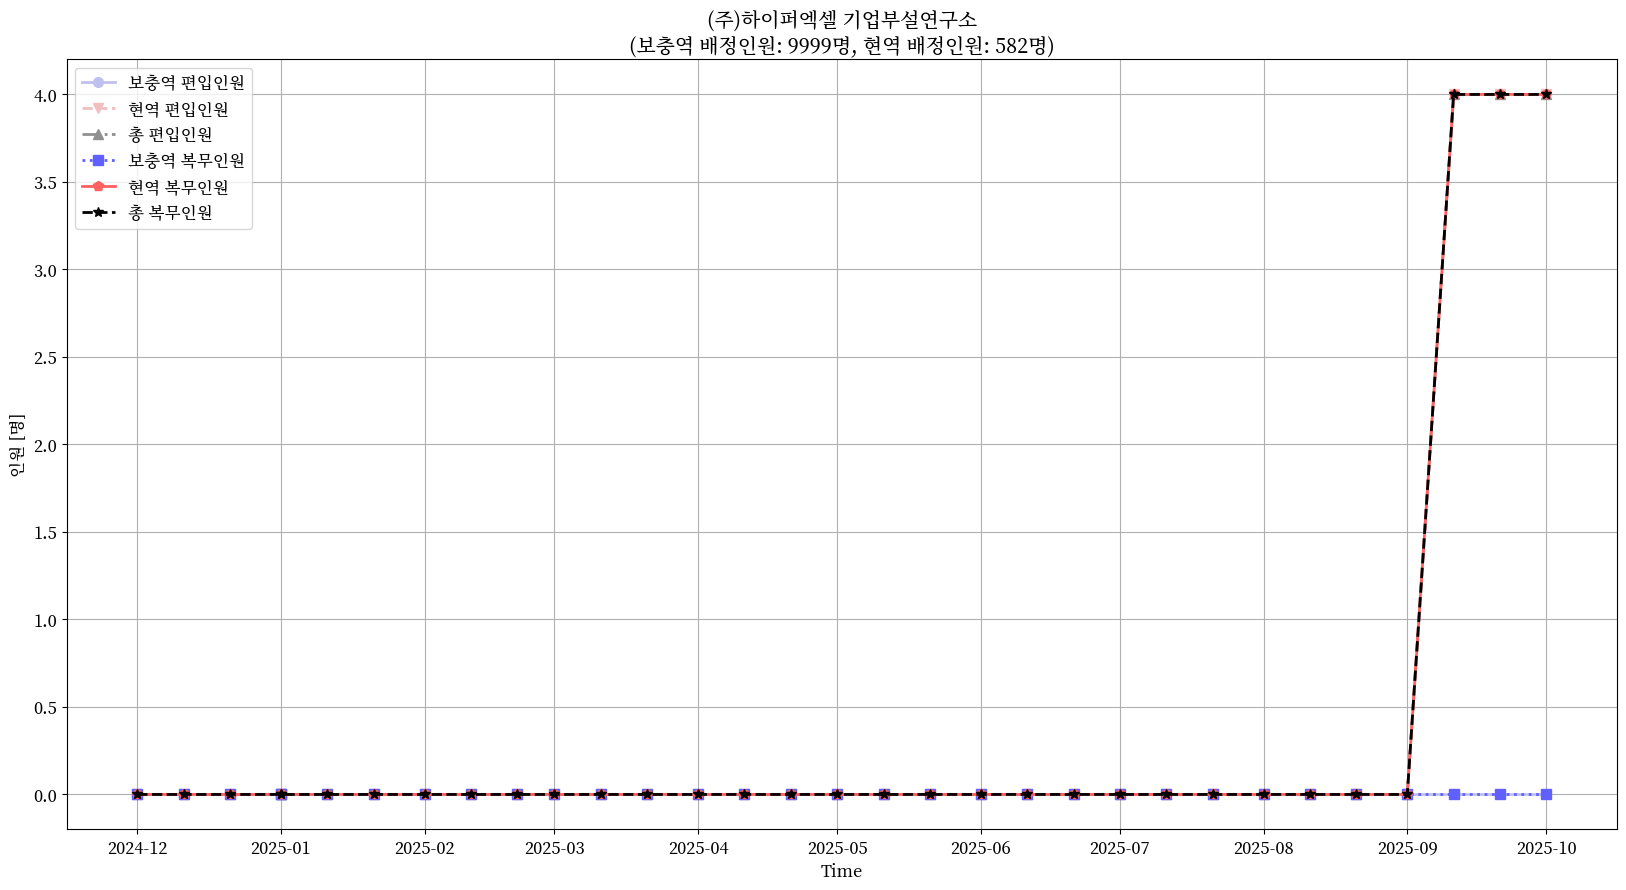 (주)하이퍼엑셀 기업부설연구소
(보충역 배정인원: 9999명, 현역 배정인원: 582명)
보충역 편입인원
현역 편입인원
총 편입인원
보충역 복무인원
현역 복무인원
총 복무인원
4.0
3.5
3.0
2.5
2.0
1.5
1.0
0.5
0.0
인원 [명]
2024-12 2025-01 2025-02 2025-03 2025-04 2025-05 2025-06 2025-07 2025-08 2025-09 2025-10
Time